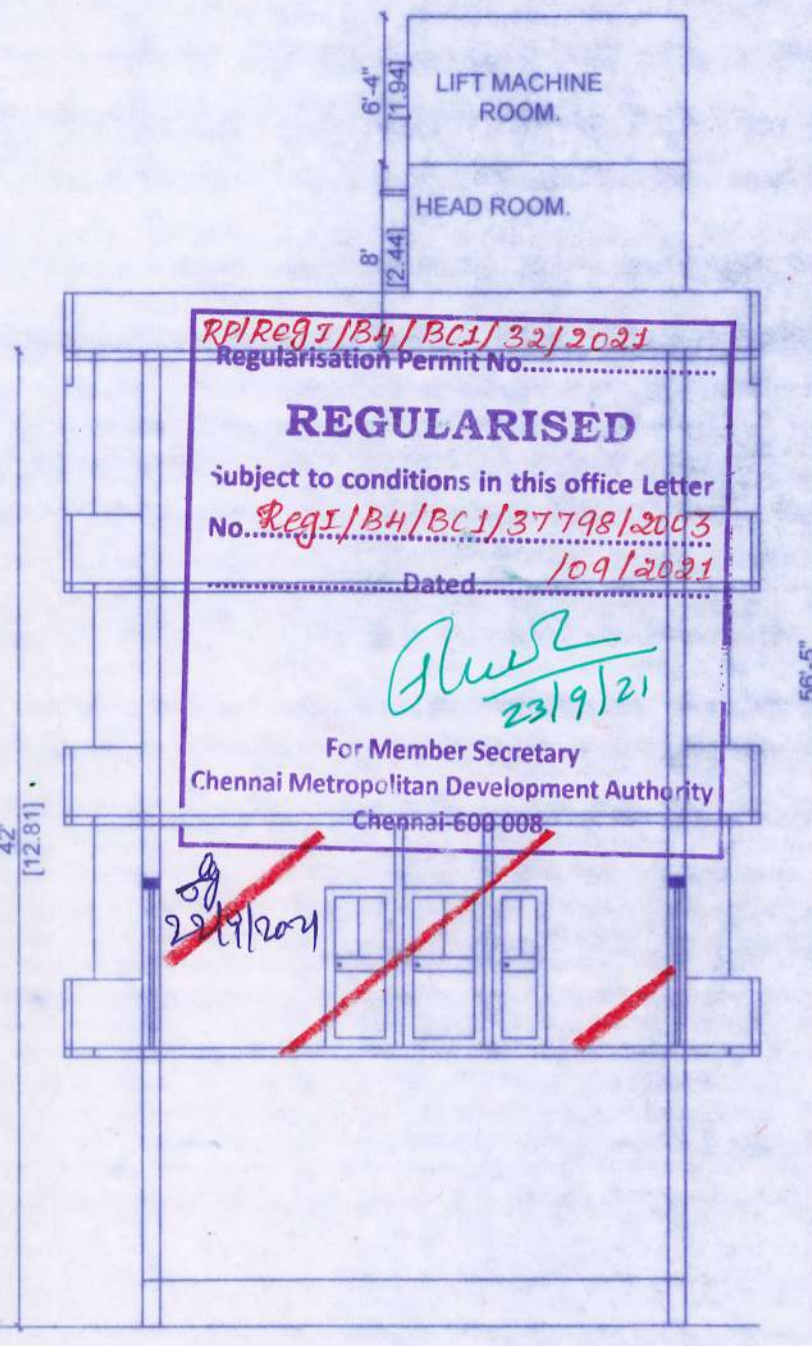 6'-4"
[1.94]
LIFT MACHINE
ROOM.
HEAD ROOM.
8'
[2.44]
RP/RegI/B4/BC1/32/2021
Regularisation Permit No...................................
REGULARISED
Subject to conditions in this office Letter
No. RegI/B4/BC1/37798/2003
.............................Dated....... /09/2021
23/9/21
For Member Secretary
Chennai Metropolitan Development Authority
Chennai-600 008.
22/9/2021
42'
[12.81]
56'-5"